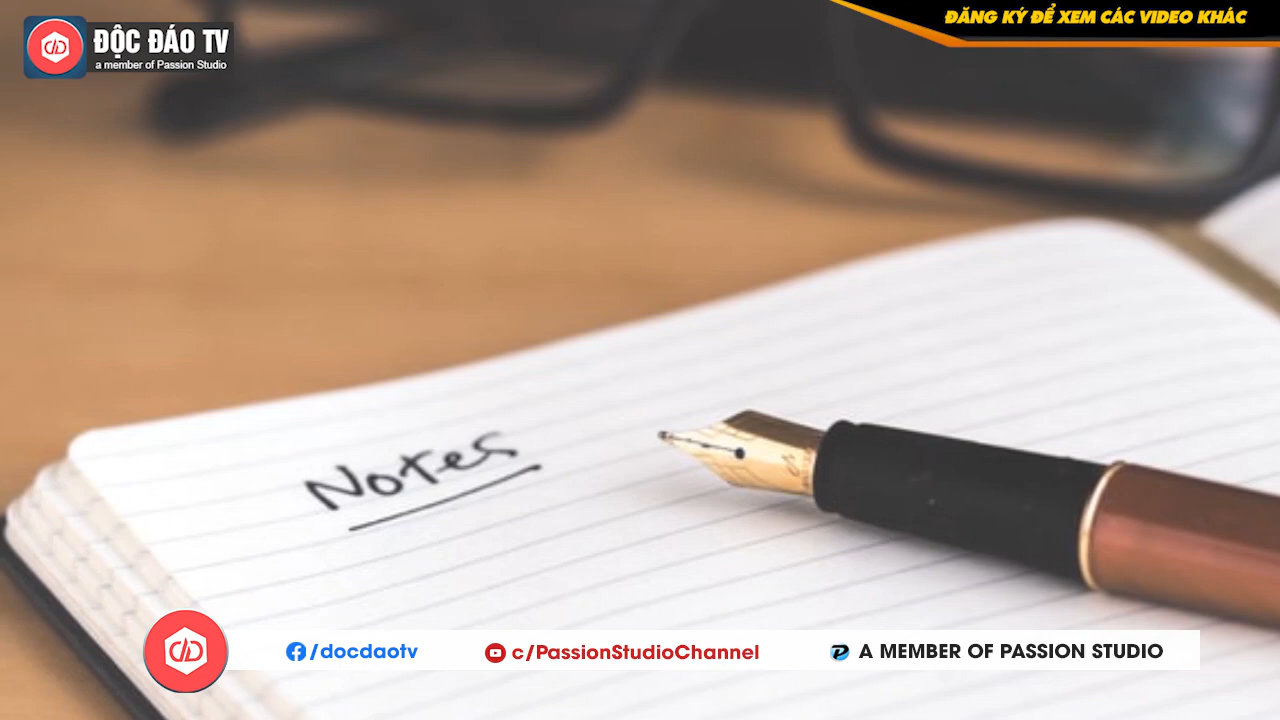 ĐỘC ĐÁO TV
a member of Passion Studio
ĐĂNG KÝ ĐỂ XEM CÁC VIDEO KHÁC
Notes
/docdaotv
c/PassionStudioChannel
A MEMBER OF PASSION STUDIO